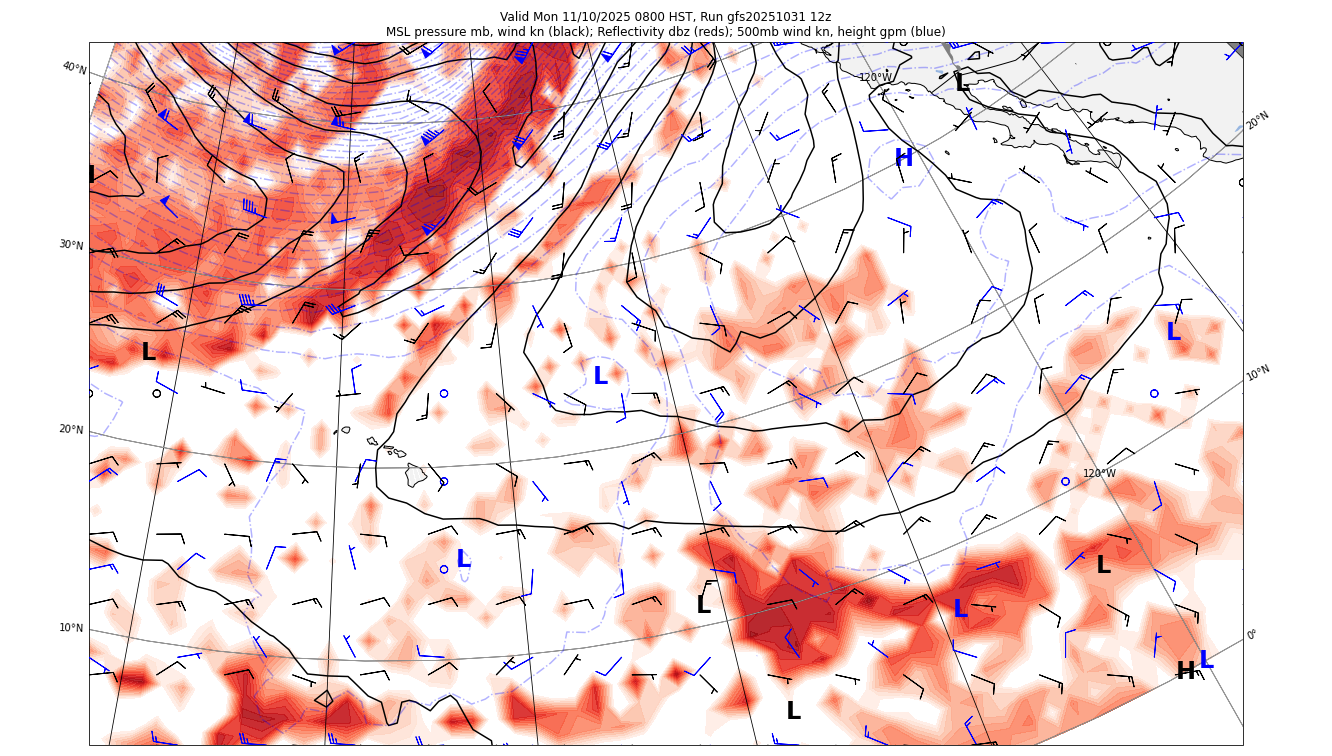 Valid Mon 11/10/2025 0800 HST, Run gfs20251031 12z
MSL pressure mb, wind kn (black); Reflectivity dbz (reds); 500mb wind kn, height gpm (blue)
40°N
120°W
L
20°N
H
30°N
L
L
L
10°N
20°N
120°W
L
L
L
L
10°N
0°
L
H
L